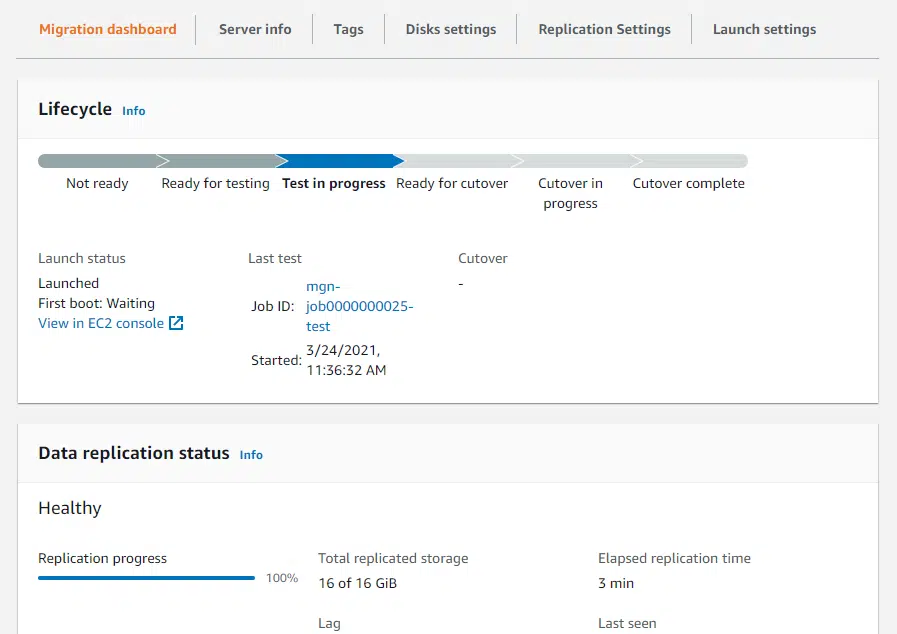 Migration dashboard
Server info
Tags
Disks settings
Replication Settings
Launch settings
Lifecycle Info
Not ready
Ready for testing
Test in progress
Ready for cutover
Cutover in
progress
Cutover complete
Launch status
Launched
First boot: Waiting
View in EC2 console
Last test
Job ID:
mgn-
job0000000025-
test
Started:
3/24/2021,
11:36:32 AM
Cutover
-
Data replication status Info
Healthy
Replication progress
100%
Total replicated storage
16 of 16 GiB
Elapsed replication time
3 min
Lag
Last seen